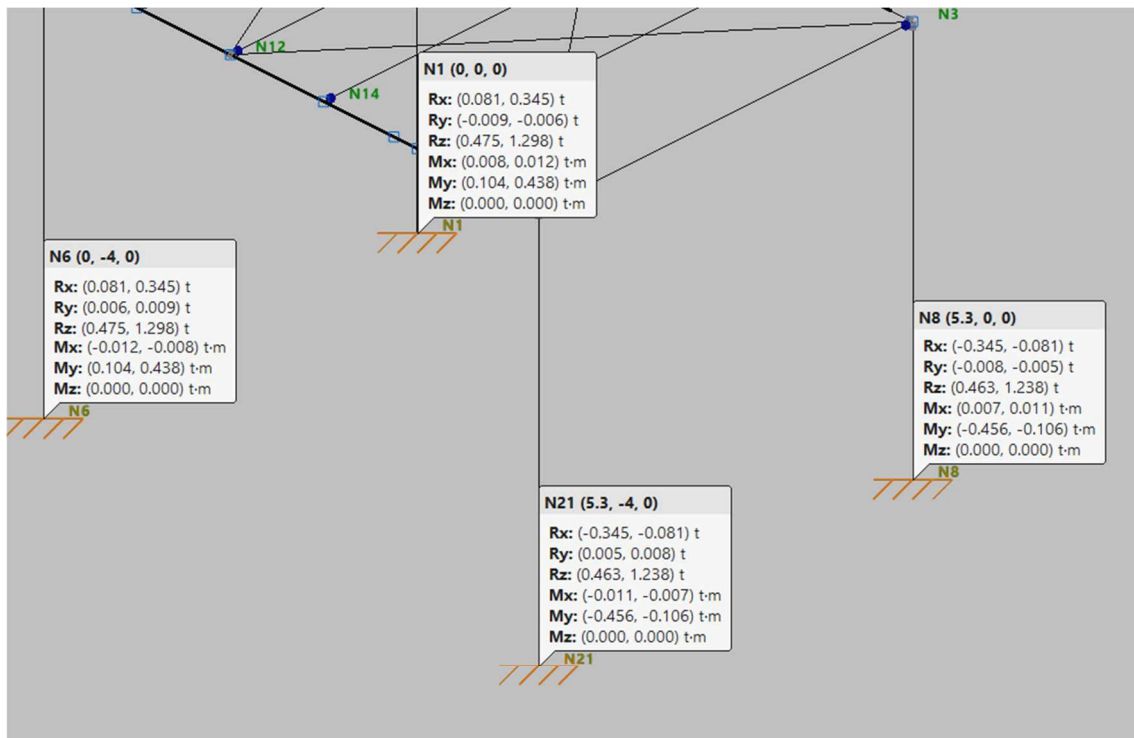 N3
N12
N14
N1 (0, 0, 0)
Rx: (0.081, 0.345) t
Ry: (-0.009, -0.006) t
Rz: (0.475, 1.298) t
Mx: (0.008, 0.012) t·m
My: (0.104, 0.438) t·m
Mz: (0.000, 0.000) t·m
N1
N6 (0, -4, 0)
Rx: (0.081, 0.345) t
Ry: (0.006, 0.009) t
Rz: (0.475, 1.298) t
Mx: (-0.012, -0.008) t·m
My: (0.104, 0.438) t·m
Mz: (0.000, 0.000) t·m
N6
N8 (5.3, 0, 0)
Rx: (-0.345, -0.081) t
Ry: (-0.008, -0.005) t
Rz: (0.463, 1.238) t
Mx: (0.007, 0.011) t·m
My: (-0.456, -0.106) t·m
Mz: (0.000, 0.000) t·m
N8
N21 (5.3, -4, 0)
Rx: (-0.345, -0.081) t
Ry: (0.005, 0.008) t
Rz: (0.463, 1.238) t
Mx: (-0.011, -0.007) t·m
My: (-0.456, -0.106) t·m
Mz: (0.000, 0.000) t·m
N21